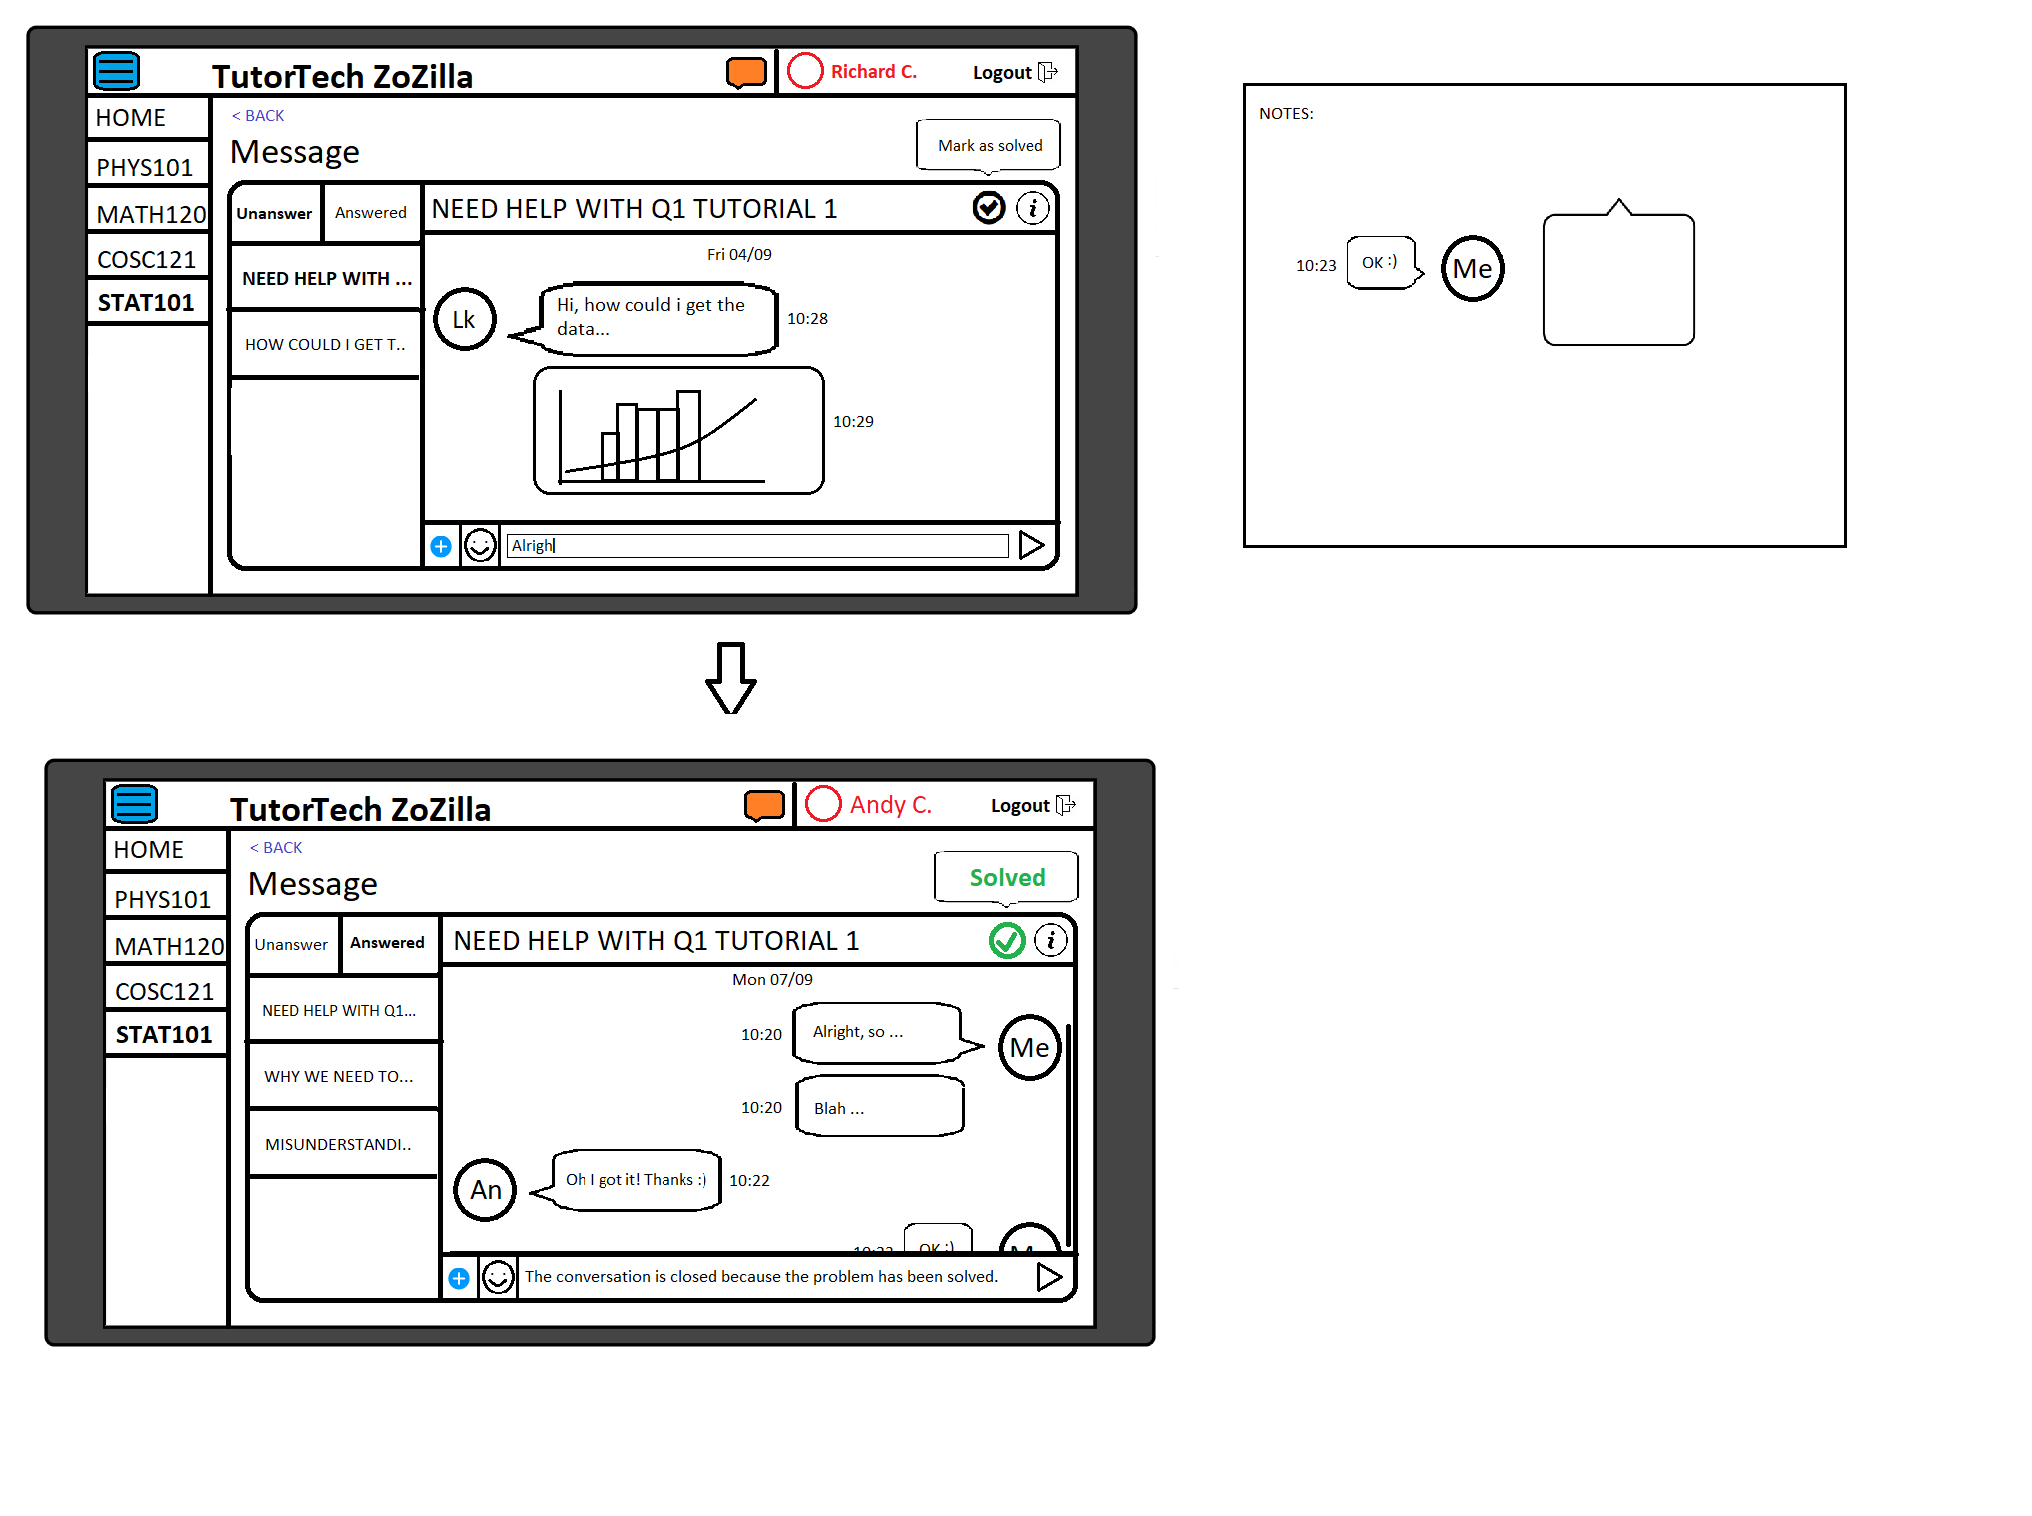 TutorTech ZoZilla
Richard C.
Logout
HOME
PHYS101
MATH120
COSC121
STAT101
< BACK
Message
Mark as solved
Unanswer
Answered
NEED HELP WITH Q1 TUTORIAL 1
i
NEED HELP WITH ...
HOW COULD I GET T..
Fri 04/09
Lk
Hi, how could i get the
data...
10:28
10:29
Alrigh
NOTES:
10:23
OK :)
Me
TutorTech ZoZilla
Andy C.
Logout
HOME
PHYS101
MATH120
COSC121
STAT101
< BACK
Message
Solved
Unanswer
Answered
NEED HELP WITH Q1 TUTORIAL 1
i
NEED HELP WITH Q1...
WHY WE NEED TO...
MISUNDERSTANDI..
Mon 07/09
10:20
Alright, so ...
Me
10:20
Blah ...
An
Oh I got it! Thanks :)
10:22
OK :)
The conversation is closed because the problem has been solved.